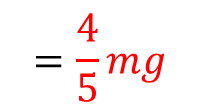 = 4/5 mg